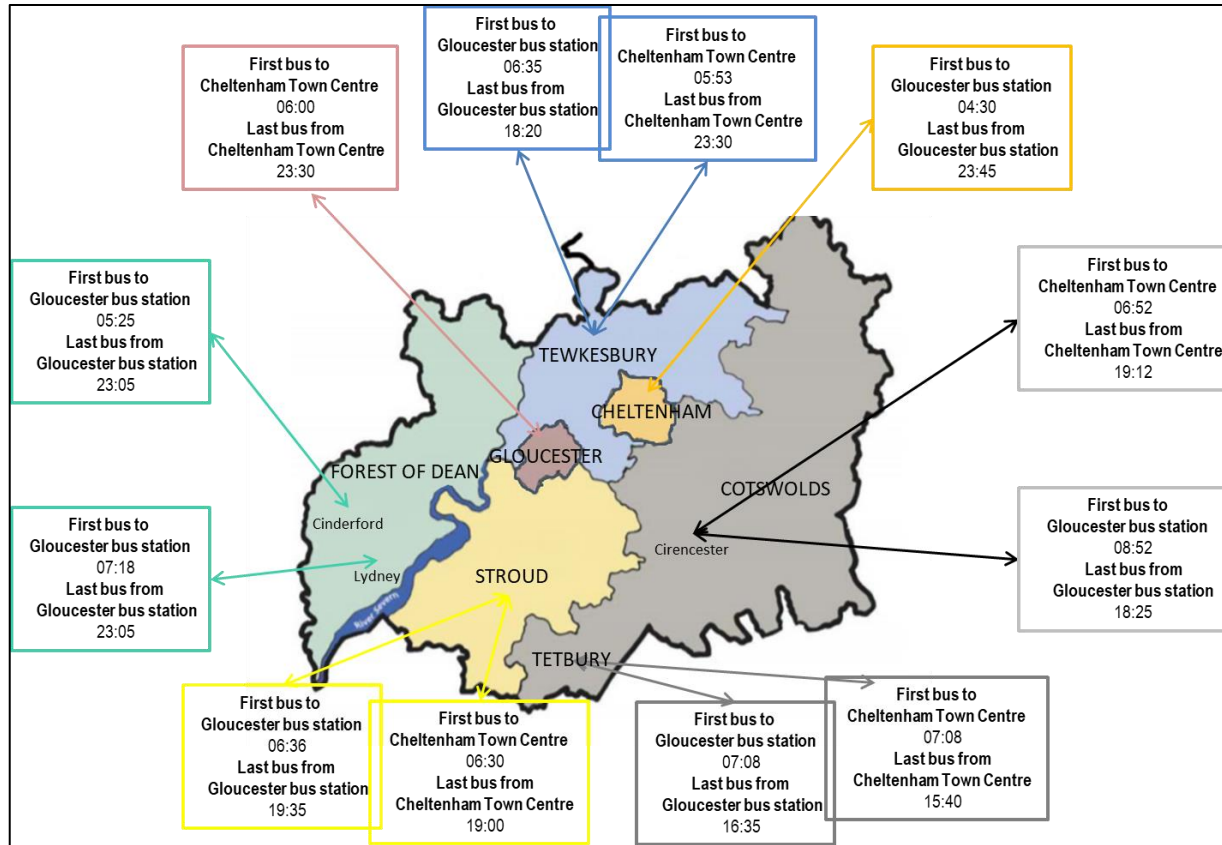 First bus to
Cheltenham Town Centre
06:00
Last bus from
Cheltenham Town Centre
23:30
First bus to
Gloucester bus station
06:35
Last bus from
Gloucester bus station
18:20
First bus to
Cheltenham Town Centre
05:53
Last bus from
Cheltenham Town Centre
23:30
First bus to
Gloucester bus station
04:30
Last bus from
Gloucester bus station
23:45
First bus to
Gloucester bus station
05:25
Last bus from
Gloucester bus station
23:05
First bus to
Cheltenham Town Centre
06:52
Last bus from
Cheltenham Town Centre
19:12
TEWKESBURY
CHELTENHAM
GLOUCESTER
FOREST OF DEAN
COTSWOLDS
Cinderford
Cirencester
Lydney
STROUD
River Severn
TETBURY
First bus to
Gloucester bus station
07:18
Last bus from
Gloucester bus station
23:05
First bus to
Gloucester bus station
08:52
Last bus from
Gloucester bus station
18:25
First bus to
Gloucester bus station
06:36
Last bus from
Gloucester bus station
19:35
First bus to
Cheltenham Town Centre
06:30
Last bus from
Cheltenham Town Centre
19:00
First bus to
Gloucester bus station
07:08
Last bus from
Gloucester bus station
16:35
First bus to
Cheltenham Town Centre
07:08
Last bus from
Cheltenham Town Centre
15:40